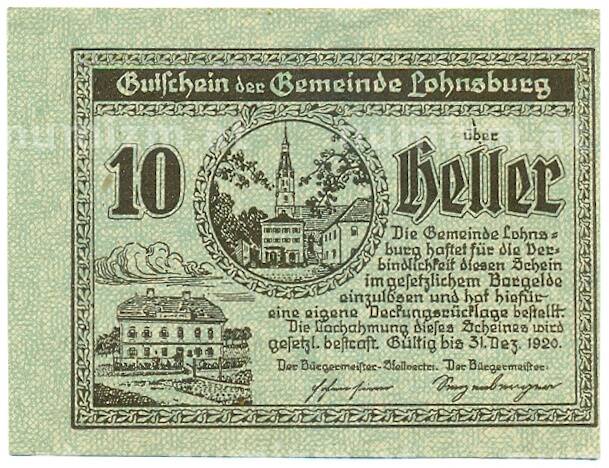 Gutschein der Gemeinde Lohnsburg
10
über
Heller
Die Gemeinde Lohns=
burg haftet für die Ver-
bindlichkeit diesen Schein
im gesetzlichem Bargelde
einzulösen und hat hiefür
eine eigene Deckungsrücklage bestellt.
Die Nachahmung dieses Scheines wird
gesetzl. bestraft. Gültig bis 31. Dez. 1920.
Der Bürgermeister-Stellvertr. Der Bürgermeister: